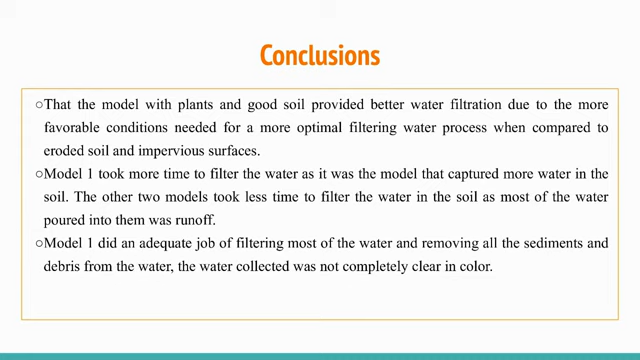 Conclusions
○That the model with plants and good soil provided better water filtration due to the more
favorable conditions needed for a more optimal filtering water process when compared to
eroded soil and impervious surfaces.
○Model 1 took more time to filter the water as it was the model that captured more water in the
soil. The other two models took less time to filter the water in the soil as most of the water
poured into them was runoff.
○Model 1 did an adequate job of filtering most of the water and removing all the sediments and
debris from the water, the water collected was not completely clear in color.